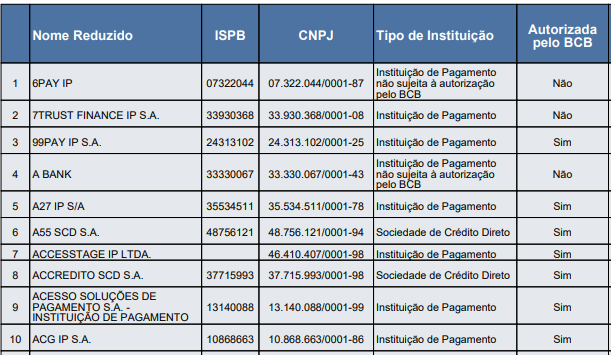 Nome Reduzido ISPB CNPJ Tipo de Instituição Autorizada pelo BCB
1 6PAY IP 07322044 07.322.044/0001-87 Instituição de Pagamento não sujeita à autorização pelo BCB Não
2 7TRUST FINANCE IP S.A. 33930368 33.930.368/0001-08 Instituição de Pagamento Não
3 99PAY IP S.A. 24313102 24.313.102/0001-25 Instituição de Pagamento Sim
4 A BANK 33330067 33.330.067/0001-43 Instituição de Pagamento não sujeita à autorização pelo BCB Não
5 A27 IP S/A 35534511 35.534.511/0001-78 Instituição de Pagamento Sim
6 A55 SCD S.A. 48756121 48.756.121/0001-94 Sociedade de Crédito Direto Sim
7 ACCESSTAGE IP LTDA. 46.410.407/0001-98 Instituição de Pagamento Sim
8 ACCREDITO SCD S.A. 37715993 37.715.993/0001-98 Sociedade de Crédito Direto Sim
9 ACESSO SOLUÇÕES DE PAGAMENTO S.A. - INSTITUIÇÃO DE PAGAMENTO 13140088 13.140.088/0001-99 Instituição de Pagamento Sim
10 ACG IP S.A. 10868663 10.868.663/0001-86 Instituição de Pagamento Sim